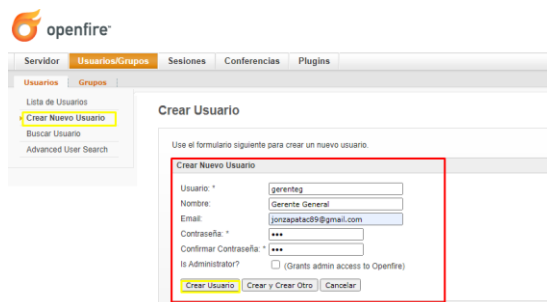 openfire
Servidor Usuarios/Grupos Sesiones Conferencias Plugins
Usuarios Grupos
Lista de Usuarios
Crear Nuevo Usuario
Buscar Usuario
Advanced User Search
Crear Usuario
Use el formulario siguiente para crear un nuevo usuario.
Crear Nuevo Usuario
Usuario: * gerenteg
Nombre: Gerente General
Email: jonzapatac89@gmail.com
Contraseña: * •••
Confirmar Contraseña: * •••
Is Administrator? (Grants admin access to Openfire)
Crear Usuario Crear y Crear Otro Cancelar